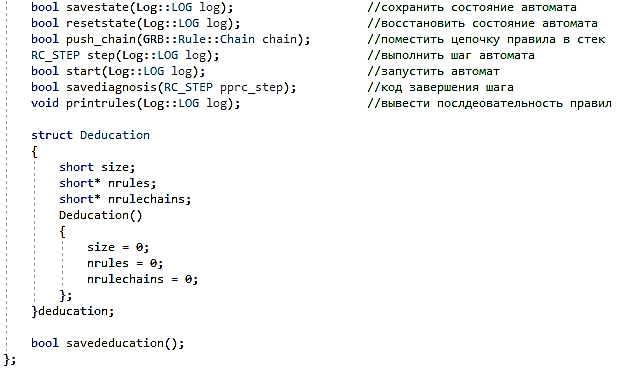 bool savestate(Log::LOG log); //сохранить состояние автомата
bool resetstate(Log::LOG log); //восстановить состояние автомата
bool push_chain(GRB::Rule::Chain chain); //поместить цепочку правила в стек
RC_STEP step(Log::LOG log); //выполнить шаг автомата
bool start(Log::LOG log); //запустить автомат
bool savediagnosis(RC_STEP pprc_step); //код завершения шага
void printrules(Log::LOG log); //вывести послдеовательность правил
struct Deducation
{
short size;
short* nrules;
short* nrulechains;
Deducation()
{
size = 0;
nrules = 0;
nrulechains = 0;
};
}deducation;
bool savededucation();
};